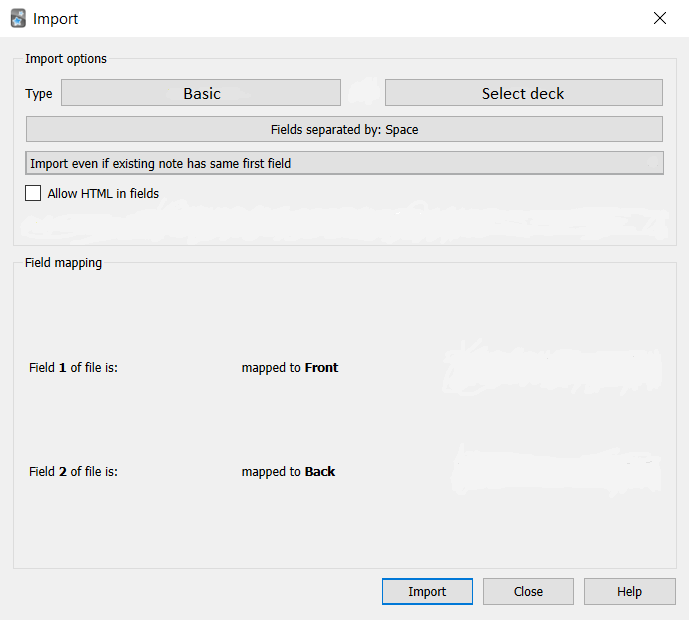 Import
Import options
Type Basic Select deck
Fields separated by: Space
Import even if existing note has same first field
Allow HTML in fields
Field mapping
Field 1 of file is: mapped to Front
Field 2 of file is: mapped to Back
Import Close Help